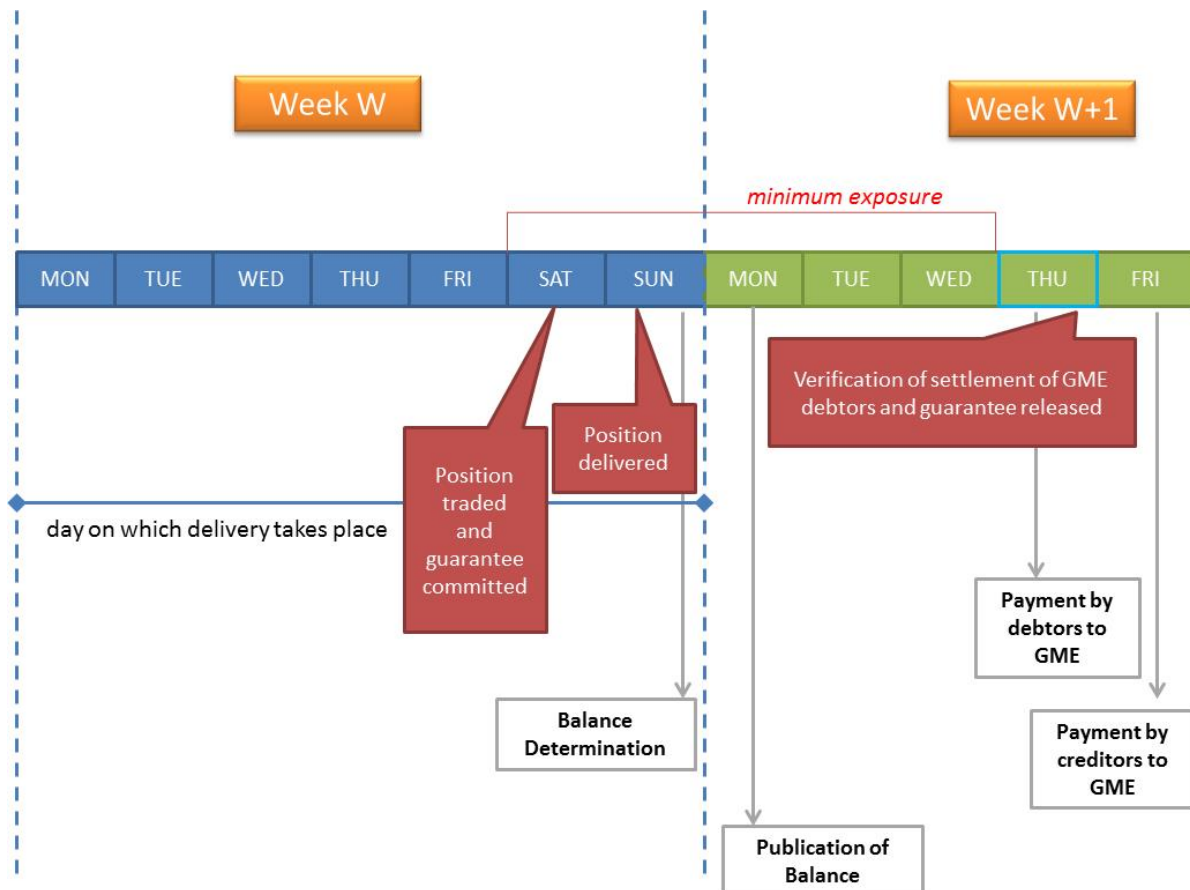 Week W
Week W+1
minimum exposure
MON
TUE
WED
THU
FRI
SAT
SUN
MON
TUE
WED
THU
FRI
Verification of settlement of GME
debtors and guarantee released
Position
delivered
Position
traded
and
guarantee
committed
day on which delivery takes place
Payment by
debtors to
GME
Balance
Determination
Payment by
creditors to
GME
Publication of
Balance